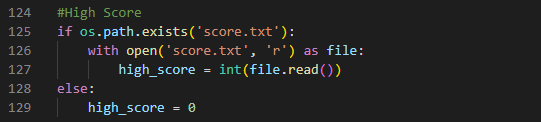 124 #High Score
125 if os.path.exists('score.txt'):
126     with open('score.txt', 'r') as file:
127         high_score = int(file.read())
128 else:
129     high_score = 0